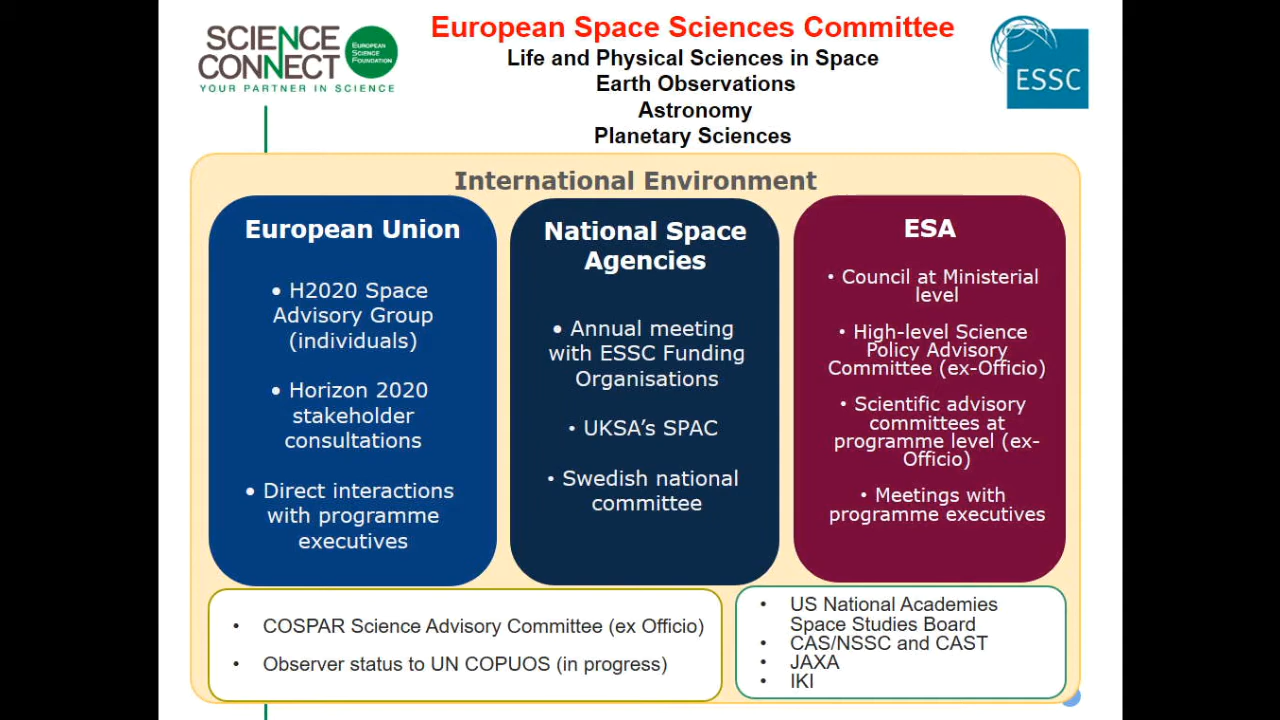 SCIENCE
CONNECT
EUROPEAN
SCIENCE
FOUNDATION
YOUR PARTNER IN SCIENCE
European Space Sciences Committee
Life and Physical Sciences in Space
Earth Observations
Astronomy
Planetary Sciences
ESSC
International Environment
European Union
• H2020 Space
Advisory Group
(individuals)
• Horizon 2020
stakeholder
consultations
• Direct interactions
with programme
executives
National Space
Agencies
• Annual meeting
with ESSC Funding
Organisations
• UKSA’s SPAC
• Swedish national
committee
ESA
• Council at Ministerial
level
• High-level Science
Policy Advisory
Committee (ex-Officio)
• Scientific advisory
committees at
programme level (ex-
Officio)
• Meetings with
programme executives
• COSPAR Science Advisory Committee (ex Officio)
• Observer status to UN COPUOS (in progress)
• US National Academies
Space Studies Board
• CAS/NSSC and CAST
• JAXA
• IKI